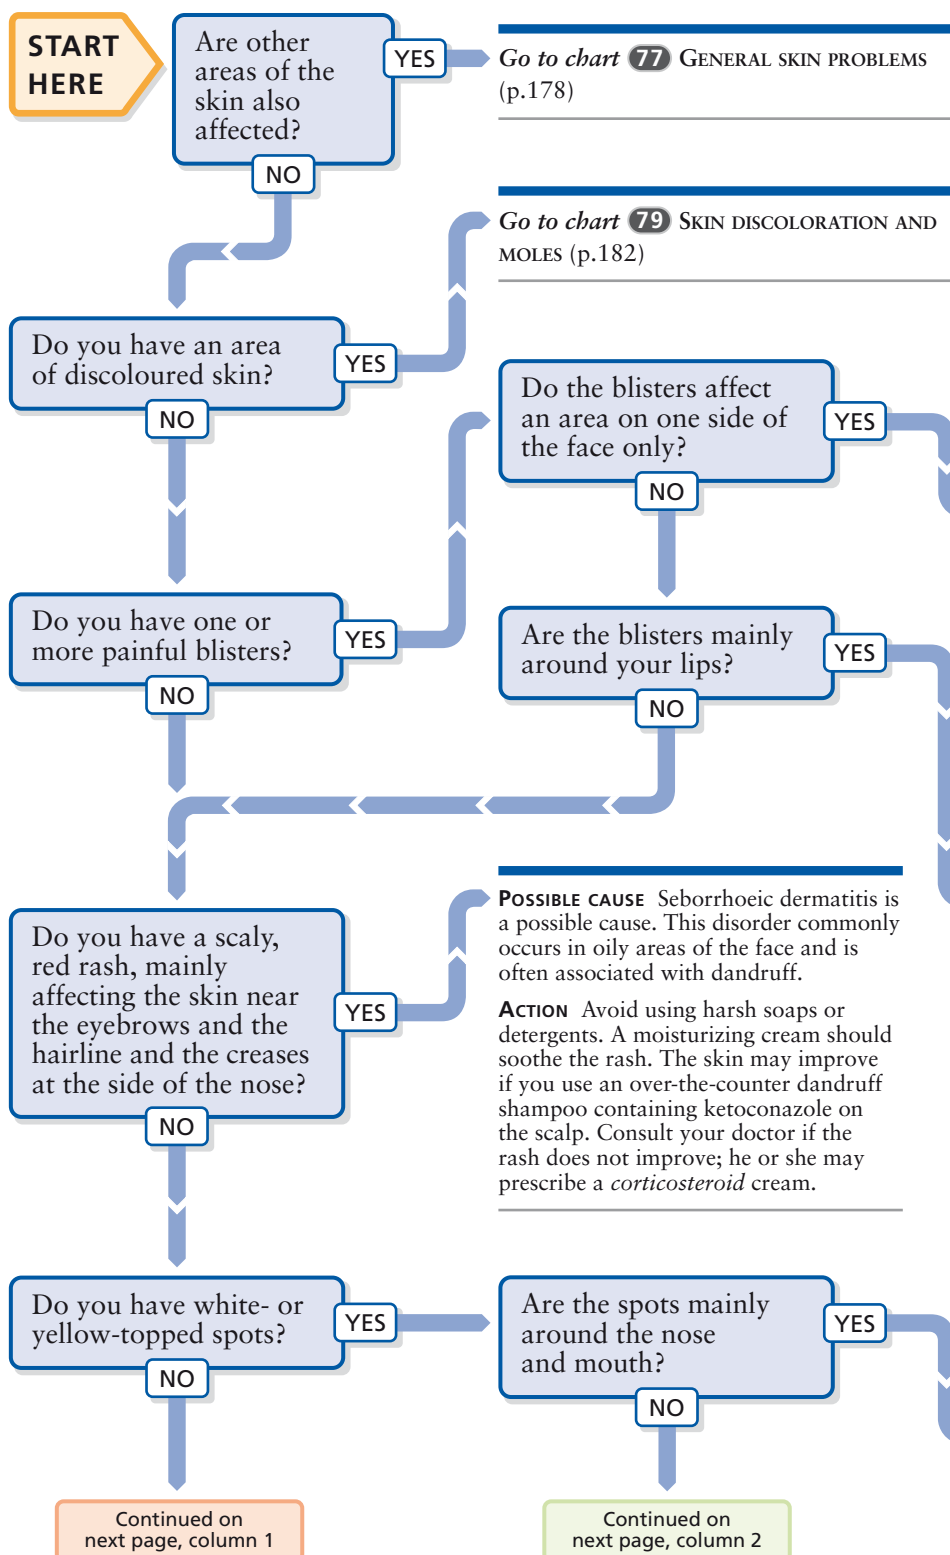 START
HERE
Are other
areas of the
skin also
affected?
YES
Go to chart 77 GENERAL SKIN PROBLEMS
(p.178)
NO
Go to chart 79 SKIN DISCOLORATION AND
MOLES (p.182)
Do you have an area
of discoloured skin?
YES
NO
Do the blisters affect
an area on one side of
the face only?
YES
NO
Do you have one or
more painful blisters?
YES
NO
Are the blisters mainly
around your lips?
YES
NO
Do you have a scaly,
red rash, mainly
affecting the skin near
the eyebrows and the
hairline and the creases
at the side of the nose?
YES
NO
POSSIBLE CAUSE Seborrhoeic dermatitis is
a possible cause. This disorder commonly
occurs in oily areas of the face and is
often associated with dandruff.
ACTION Avoid using harsh soaps or
detergents. A moisturizing cream should
soothe the rash. The skin may improve
if you use an over-the-counter dandruff
shampoo containing ketoconazole on
the scalp. Consult your doctor if the
rash does not improve; he or she may
prescribe a corticosteroid cream.
Do you have white- or
yellow-topped spots?
YES
NO
Are the spots mainly
around the nose
and mouth?
YES
NO
Continued on
next page, column 1
Continued on
next page, column 2